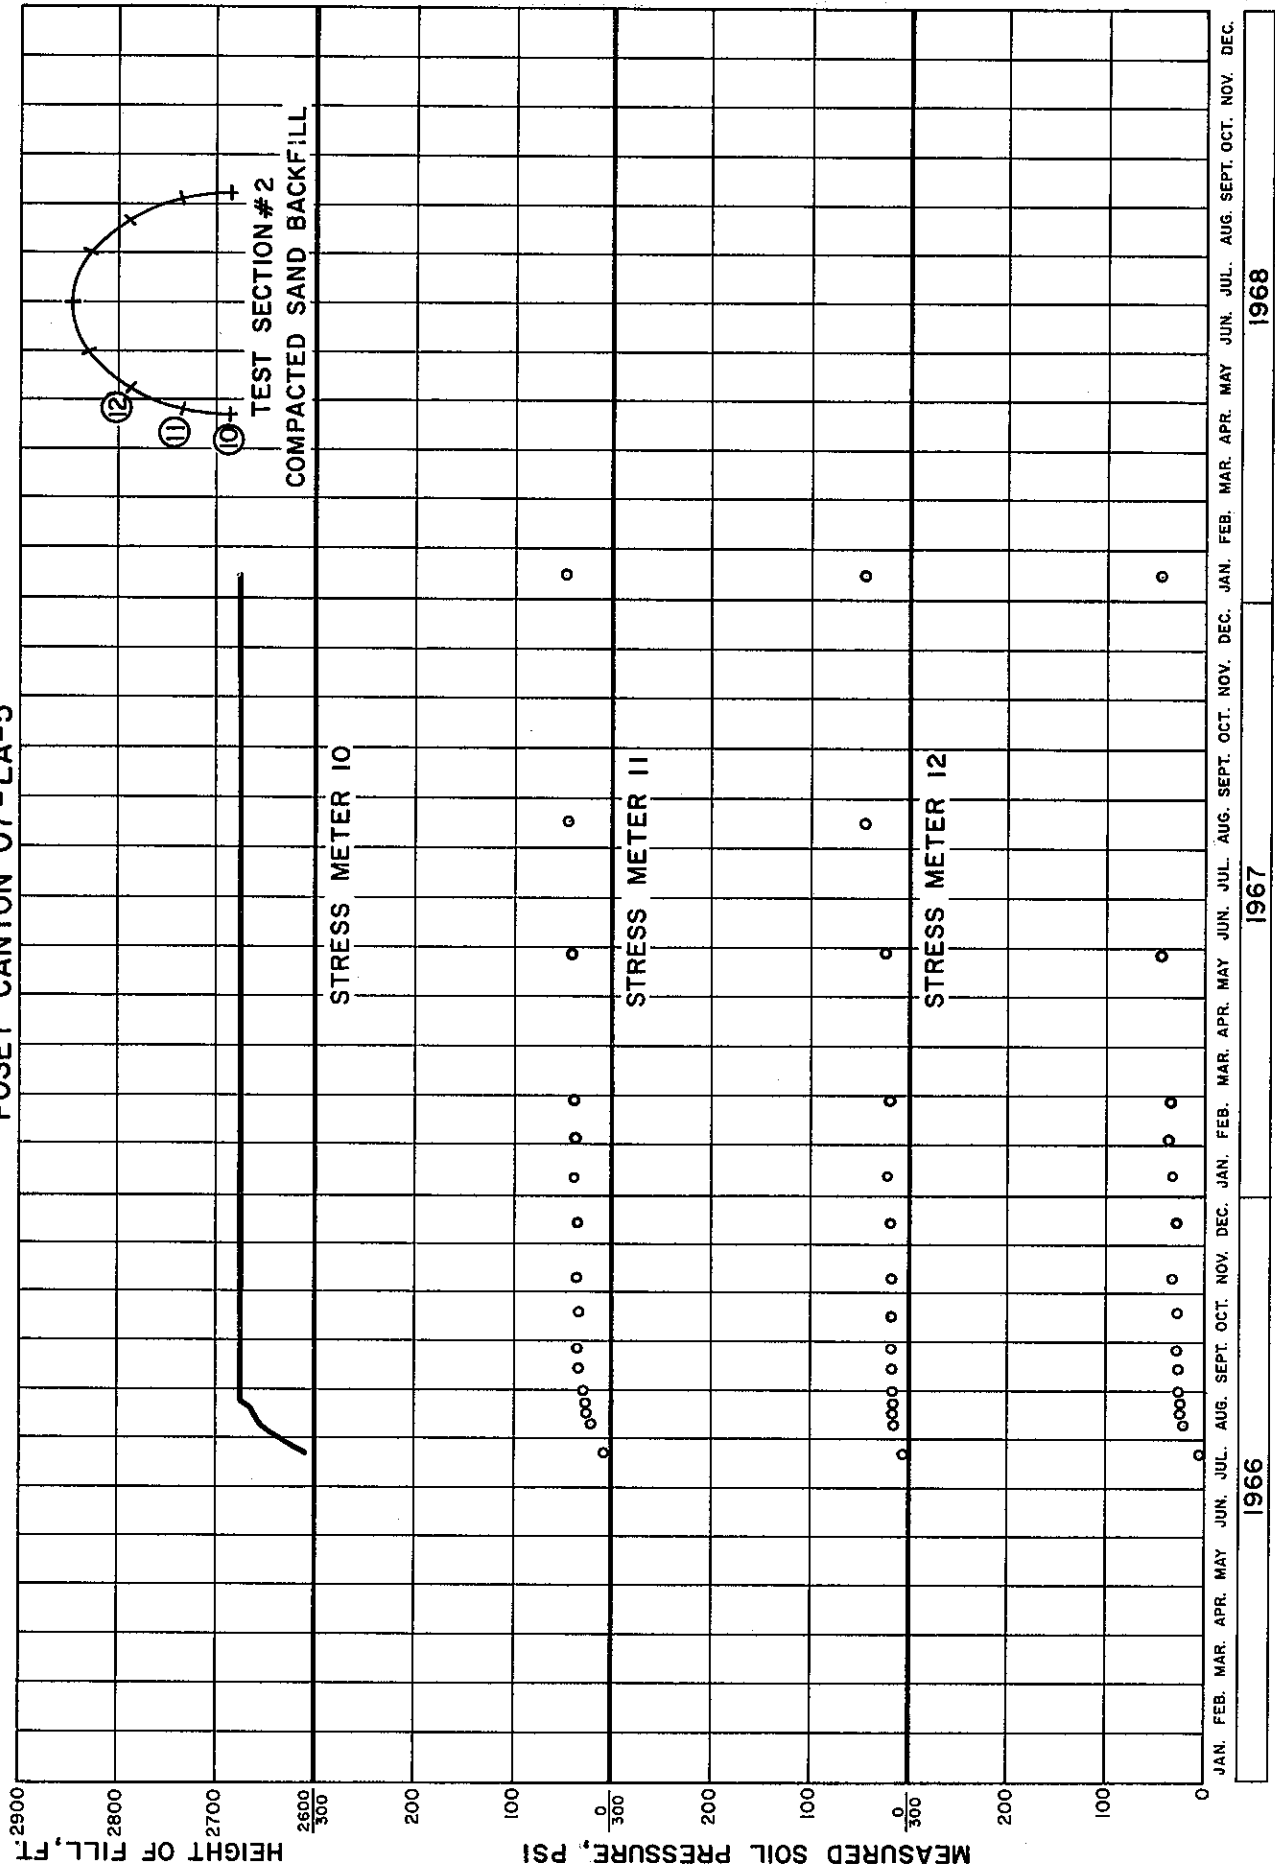 POSEY CANYON 07-LA-5
HEIGHT OF FILL, FT.
2900
2800
2700
2600
300
200
100
0
300
200
100
0
300
200
100
0
MEASURED SOIL PRESSURE, PSI
12
11
10
TEST SECTION #2
COMPACTED SAND BACKFILL
STRESS METER 10
STRESS METER 11
STRESS METER 12
JAN. FEB. MAR. APR. MAY JUN. JUL. AUG. SEPT. OCT. NOV. DEC. JAN. FEB. MAR. APR. MAY JUN. JUL. AUG. SEPT. OCT. NOV. DEC. JAN. FEB. MAR. APR. MAY JUN. JUL. AUG. SEPT. OCT. NOV. DEC.
1966 1967 1968